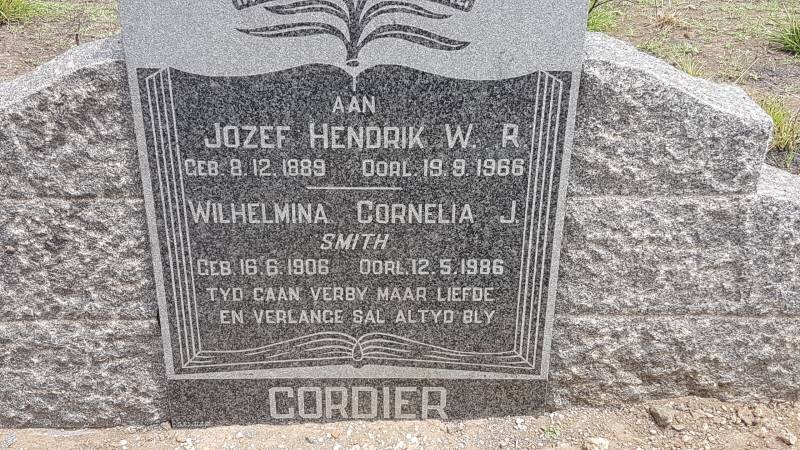 AAN
JOZEF HENDRIK W. R.
GEB. 8.12.1889 OORL. 19.9.1966
WILHELMINA CORNELIA J.
SMITH
GEB. 16.6.1906 OORL. 12.5.1986
TYD GAAN VERBY MAAR LIEFDE
EN VERLANGE SAL ALTYD BLY
CORDIER